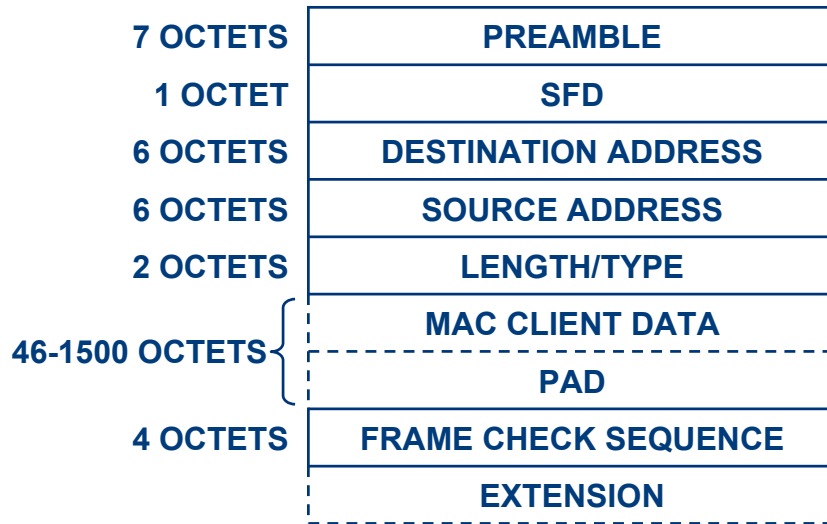 7 OCTETS PREAMBLE
1 OCTET SFD
6 OCTETS DESTINATION ADDRESS
6 OCTETS SOURCE ADDRESS
2 OCTETS LENGTH/TYPE
MAC CLIENT DATA
46-1500 OCTETS
PAD
4 OCTETS FRAME CHECK SEQUENCE
EXTENSION